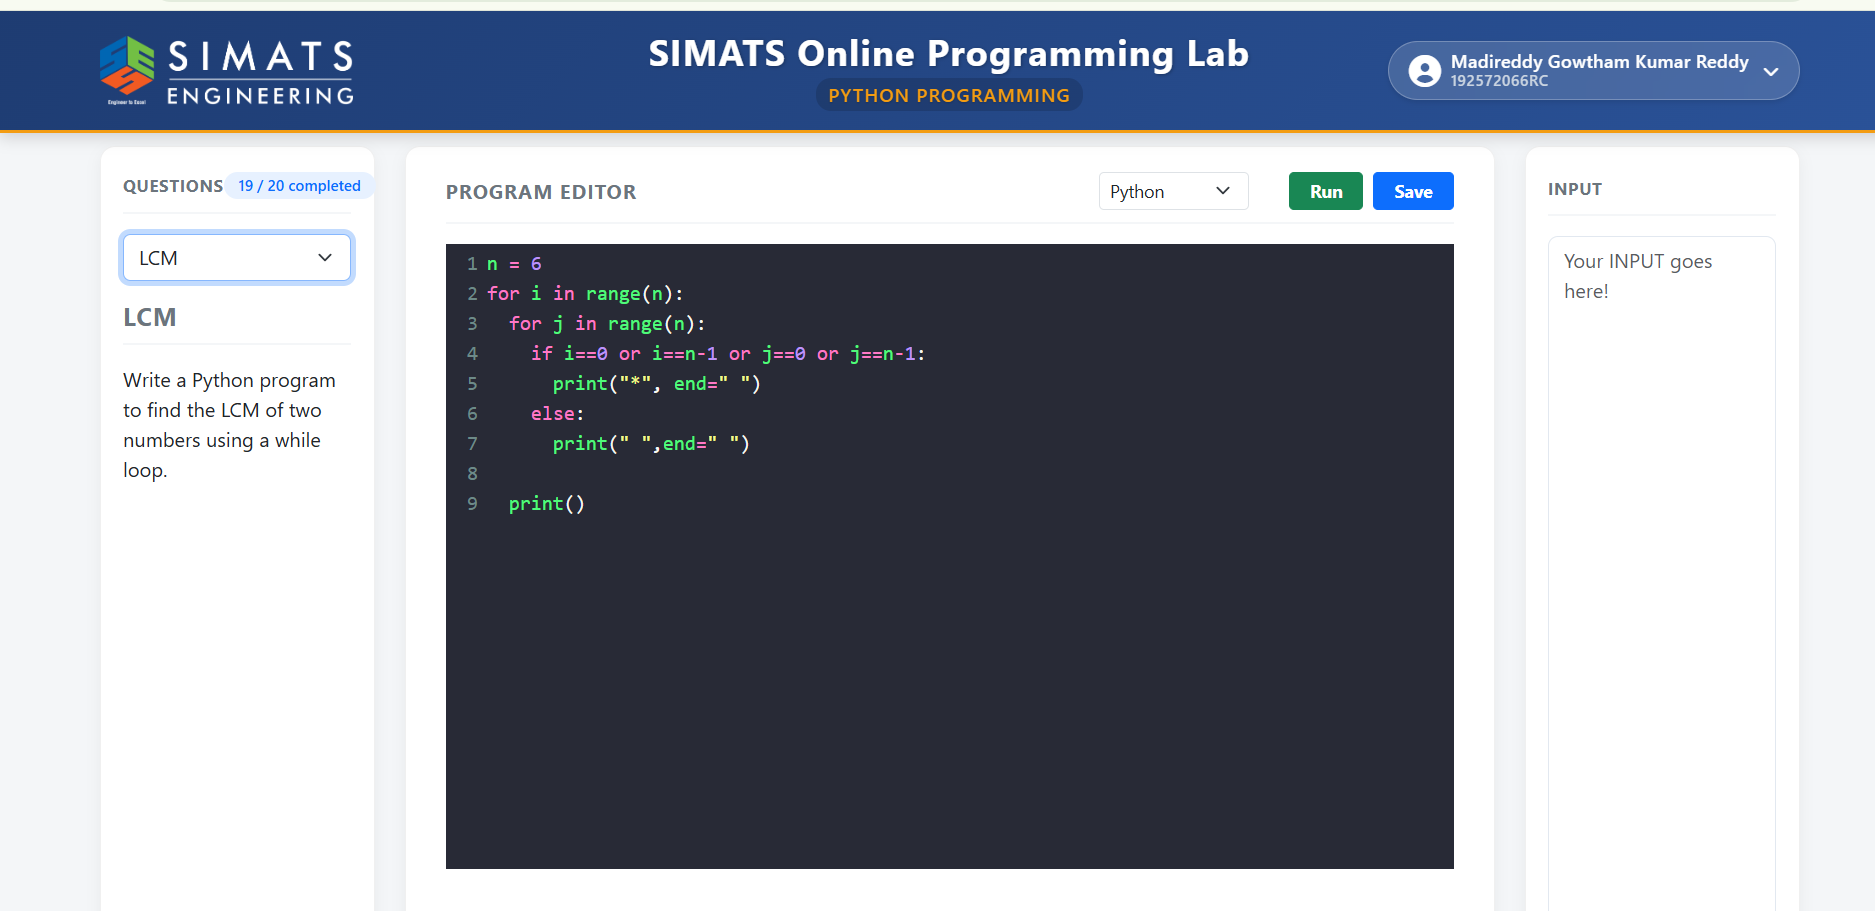 SIMATS
ENGINEERING
Engineer to Excel
SIMATS Online Programming Lab
PYTHON PROGRAMMING
Madireddy Gowtham Kumar Reddy
192572066RC
QUESTIONS
19 / 20 completed
LCM
LCM
Write a Python program
to find the LCM of two
numbers using a while
loop.
PROGRAM EDITOR
Python
Run
Save
1 n = 6
2 for i in range(n):
3   for j in range(n):
4     if i==0 or i==n-1 or j==0 or j==n-1:
5       print("*", end=" ")
6     else:
7       print(" ",end=" ")
8
9   print()
INPUT
Your INPUT goes
here!